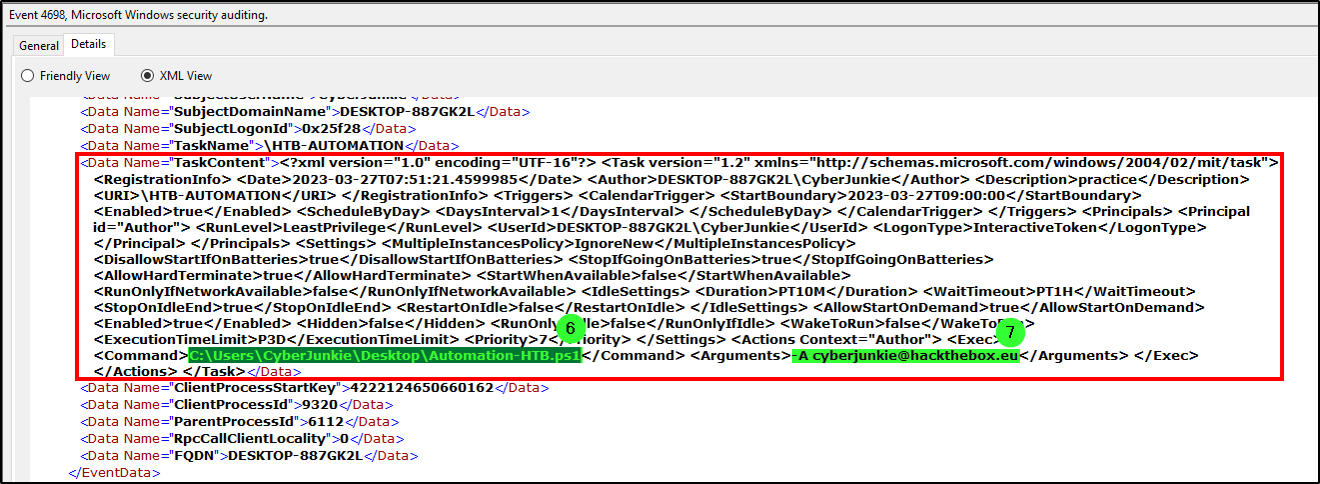 Event 4698, Microsoft Windows security auditing.
General Details
Friendly View XML View
<Data Name="SubjectDomainName">DESKTOP-887GK2L</Data>
<Data Name="SubjectLogonId">0x25f28</Data>
<Data Name="TaskName">\HTB-AUTOMATION</Data>
<Data Name="TaskContent"><?xml version="1.0" encoding="UTF-16"?> <Task version="1.2" xmlns="http://schemas.microsoft.com/windows/2004/02/mit/task">
<RegistrationInfo> <Date>2023-03-27T07:51:21.4599985</Date> <Author>DESKTOP-887GK2L\CyberJunkie</Author> <Description>practice</Description>
<URI>\HTB-AUTOMATION</URI> </RegistrationInfo> <Triggers> <CalendarTrigger> <StartBoundary>2023-03-27T09:00:00</StartBoundary>
<Enabled>true</Enabled> <ScheduleByDay> <DaysInterval>1</DaysInterval> </ScheduleByDay> </CalendarTrigger> </Triggers> <Principals> <Principal
id="Author"> <RunLevel>LeastPrivilege</RunLevel> <UserId>DESKTOP-887GK2L\CyberJunkie</UserId> <LogonType>InteractiveToken</LogonType>
</Principal> </Principals> <Settings> <MultipleInstancesPolicy>IgnoreNew</MultipleInstancesPolicy>
<DisallowStartIfOnBatteries>true</DisallowStartIfOnBatteries> <StopIfGoingOnBatteries>true</StopIfGoingOnBatteries>
<AllowHardTerminate>true</AllowHardTerminate> <StartWhenAvailable>false</StartWhenAvailable>
<RunOnlyIfNetworkAvailable>false</RunOnlyIfNetworkAvailable> <IdleSettings> <Duration>PT10M</Duration> <WaitTimeout>PT1H</WaitTimeout>
<StopOnIdleEnd>true</StopOnIdleEnd> <RestartOnIdle>false</RestartOnIdle> </IdleSettings> <AllowStartOnDemand>true</AllowStartOnDemand>
<Enabled>true</Enabled> <Hidden>false</Hidden> <RunOnly 6 dle>false</RunOnlyIfIdle> <WakeToRun>false</WakeTo 7
<ExecutionTimeLimit>P3D</ExecutionTimeLimit> <Priority>7</Priority> </Settings> <Actions Context="Author"> <Exec>
<Command>C:\Users\CyberJunkie\Desktop\Automation-HTB.ps1</Command> <Arguments>-A cyberjunkie@hackthebox.eu</Arguments> </Exec>
</Actions> </Task></Data>
<Data Name="ClientProcessStartKey">4222124650660162</Data>
<Data Name="ClientProcessId">9320</Data>
<Data Name="ParentProcessId">6112</Data>
<Data Name="RpcCallClientLocality">0</Data>
<Data Name="FQDN">DESKTOP-887GK2L</Data>
</EventData>